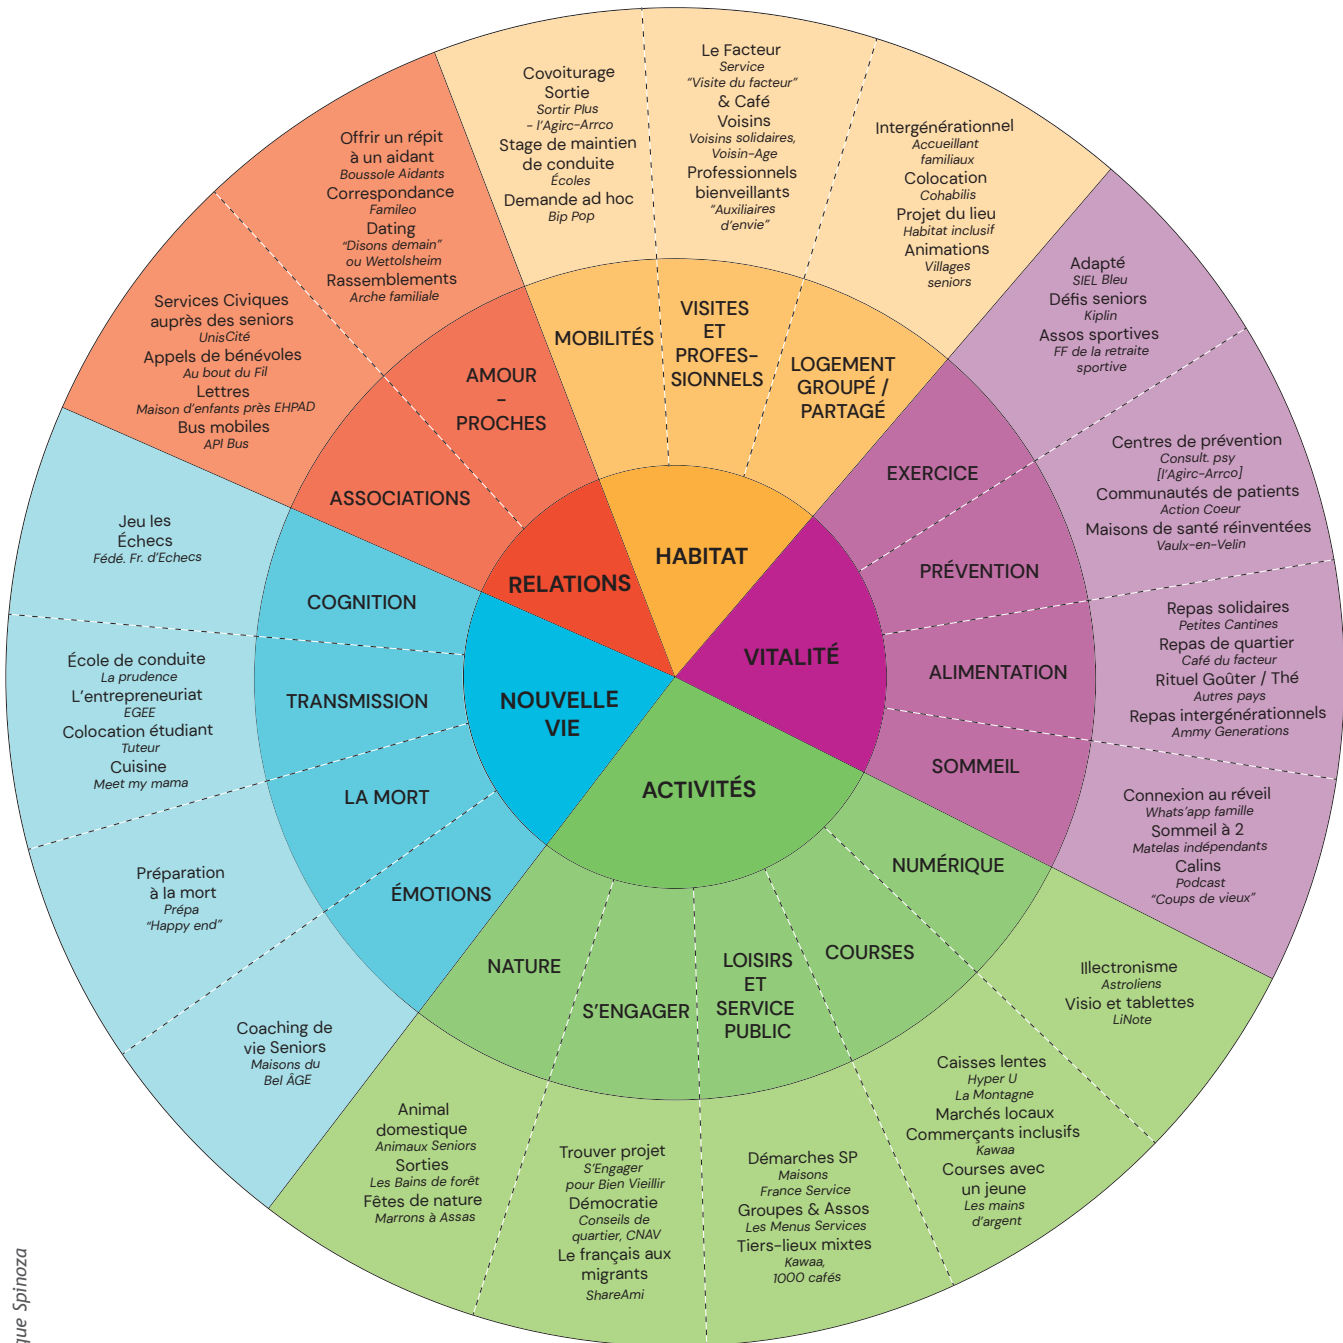 HABITAT
MOBILITÉS
Covoiturage
Sortie
Sortir Plus
- l'Agirc-Arrco
Stage de maintien
de conduite
Écoles
Demande ad hoc
Bip Pop
VISITES
ET
PROFES-
SIONNELS
Le Facteur
Service
“Visite du facteur”
& Café
Voisins
Voisins solidaires,
Voisin-Age
Professionnels
bienveillants
“Auxiliaires
d'envie”
LOGEMENT
GROUPÉ /
PARTAGÉ
Intergénérationnel
Accueillant
familiaux
Colocation
Cohabilis
Projet du lieu
Habitat inclusif
Animations
Villages
seniors
VITALITÉ
EXERCICE
Adapté
SIEL Bleu
Défis seniors
Kiplin
Assos sportives
FF de la retraite
sportive
PRÉVENTION
Centres de prévention
Consult. psy
[l'Agirc-Arrco]
Communautés de patients
Action Coeur
Maisons de santé réinventées
Vaulx-en-Velin
ALIMENTATION
Repas solidaires
Petites Cantines
Repas de quartier
Café du facteur
Rituel Goûter / Thé
Autres pays
Repas intergénérationnels
Ammy Generations
SOMMEIL
Connexion au réveil
Whats'app famille
Sommeil à 2
Matelas indépendants
Calins
Podcast
“Coups de vieux”
ACTIVITÉS
NUMÉRIQUE
Illectronisme
Astroliens
Visio et tablettes
LiNote
COURSES
Caisses lentes
Hyper U
La Montagne
Marchés locaux
Commerçants inclusifs
Kawaa
Courses avec
un jeune
Les mains
d'argent
LOISIRS
ET
SERVICE
PUBLIC
Démarches SP
Maisons
France Service
Groupes & Assos
Les Menus Services
Tiers-lieux mixtes
Kawaa,
1000 cafés
S'ENGAGER
Trouver projet
S'Engager
pour Bien Vieillir
Démocratie
Conseils de
quartier, CNAV
Le français aux
migrants
ShareAmi
NATURE
Animal
domestique
Animaux Seniors
Sorties
Les Bains de forêt
Fêtes de nature
Marrons à Assas
NOUVELLE
VIE
ÉMOTIONS
Coaching de
vie Seniors
Maisons du
Bel ÂGE
LA MORT
Préparation
à la mort
Prépa
“Happy end”
TRANSMISSION
École de conduite
La prudence
L'entrepreneuriat
EGEE
Colocation étudiant
Tuteur
Cuisine
Meet my mama
COGNITION
Jeu les
Échecs
Fédé. Fr. d'Echecs
RELATIONS
ASSOCIATIONS
Services Civiques
auprès des seniors
UnisCité
Appels de bénévoles
Au bout du Fil
Lettres
Maison d'enfants près EHPAD
Bus mobiles
API Bus
AMOUR
-
PROCHES
Offrir un répit
à un aidant
Boussole Aidants
Correspondance
Famileo
Dating
“Disons demain”
ou Wettolsheim
Rassemblements
Arche familiale
que Spinoza